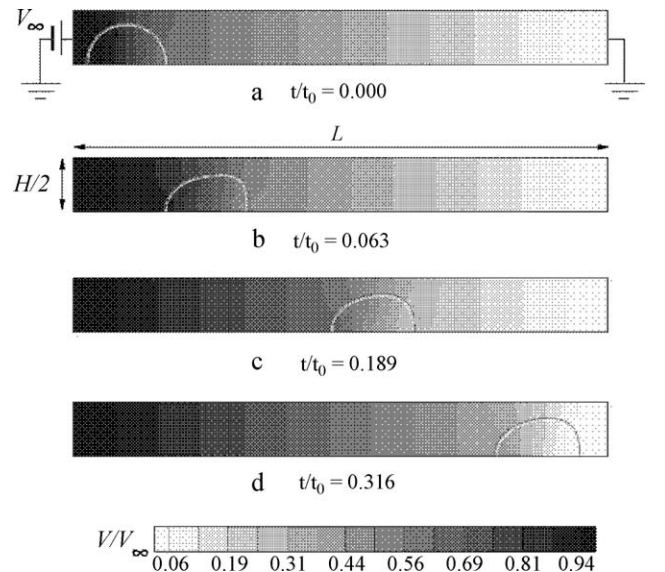 V∞
a t/t₀ = 0.000
L
H/2
b t/t₀ = 0.063
c t/t₀ = 0.189
d t/t₀ = 0.316
V/V∞
0.06 0.19 0.31 0.44 0.56 0.69 0.81 0.94